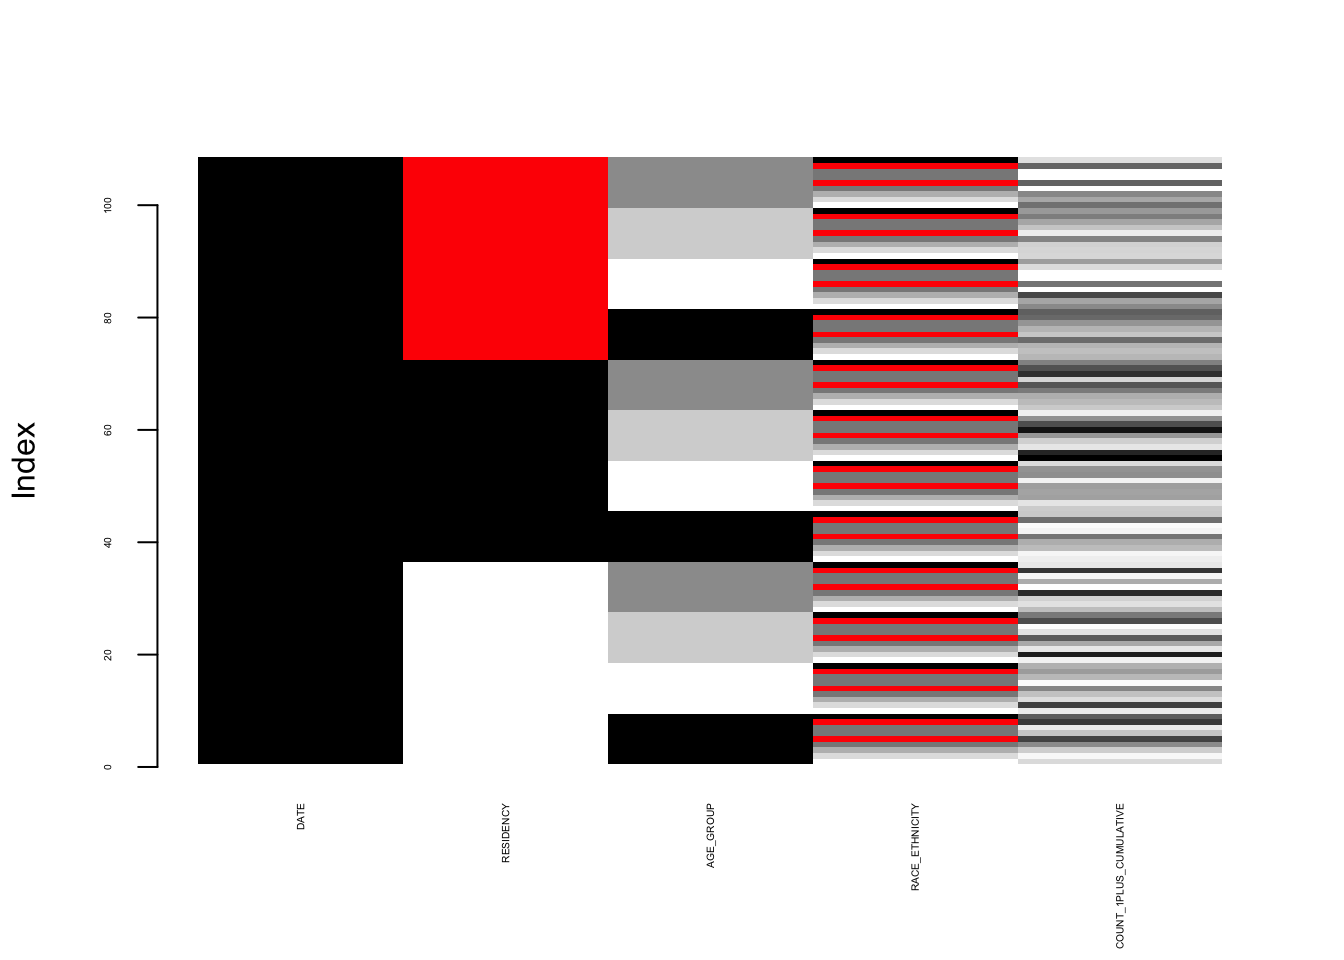 Index
100
80
60
40
20
0
DATE
RESIDENCY
AGE_GROUP
RACE_ETHNICITY
COUNT_1PLUS_CUMULATIVE